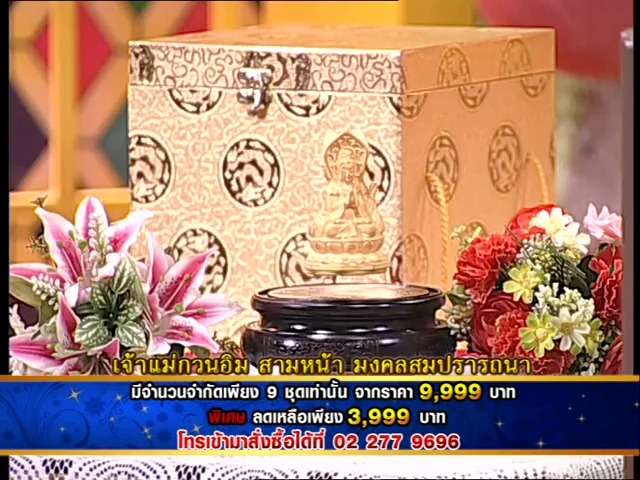 เจ้าแม่กวนอิม สามหน้า มงคลสมปรารถนา
มีจำนวนจำกัดเพียง 9 ชุดเท่านั้น จากราคา 9,999 บาท
พิเศษ ลดเหลือเพียง 3,999 บาท
โทรเข้ามาสั่งซื้อได้ที่ 02 277 9696